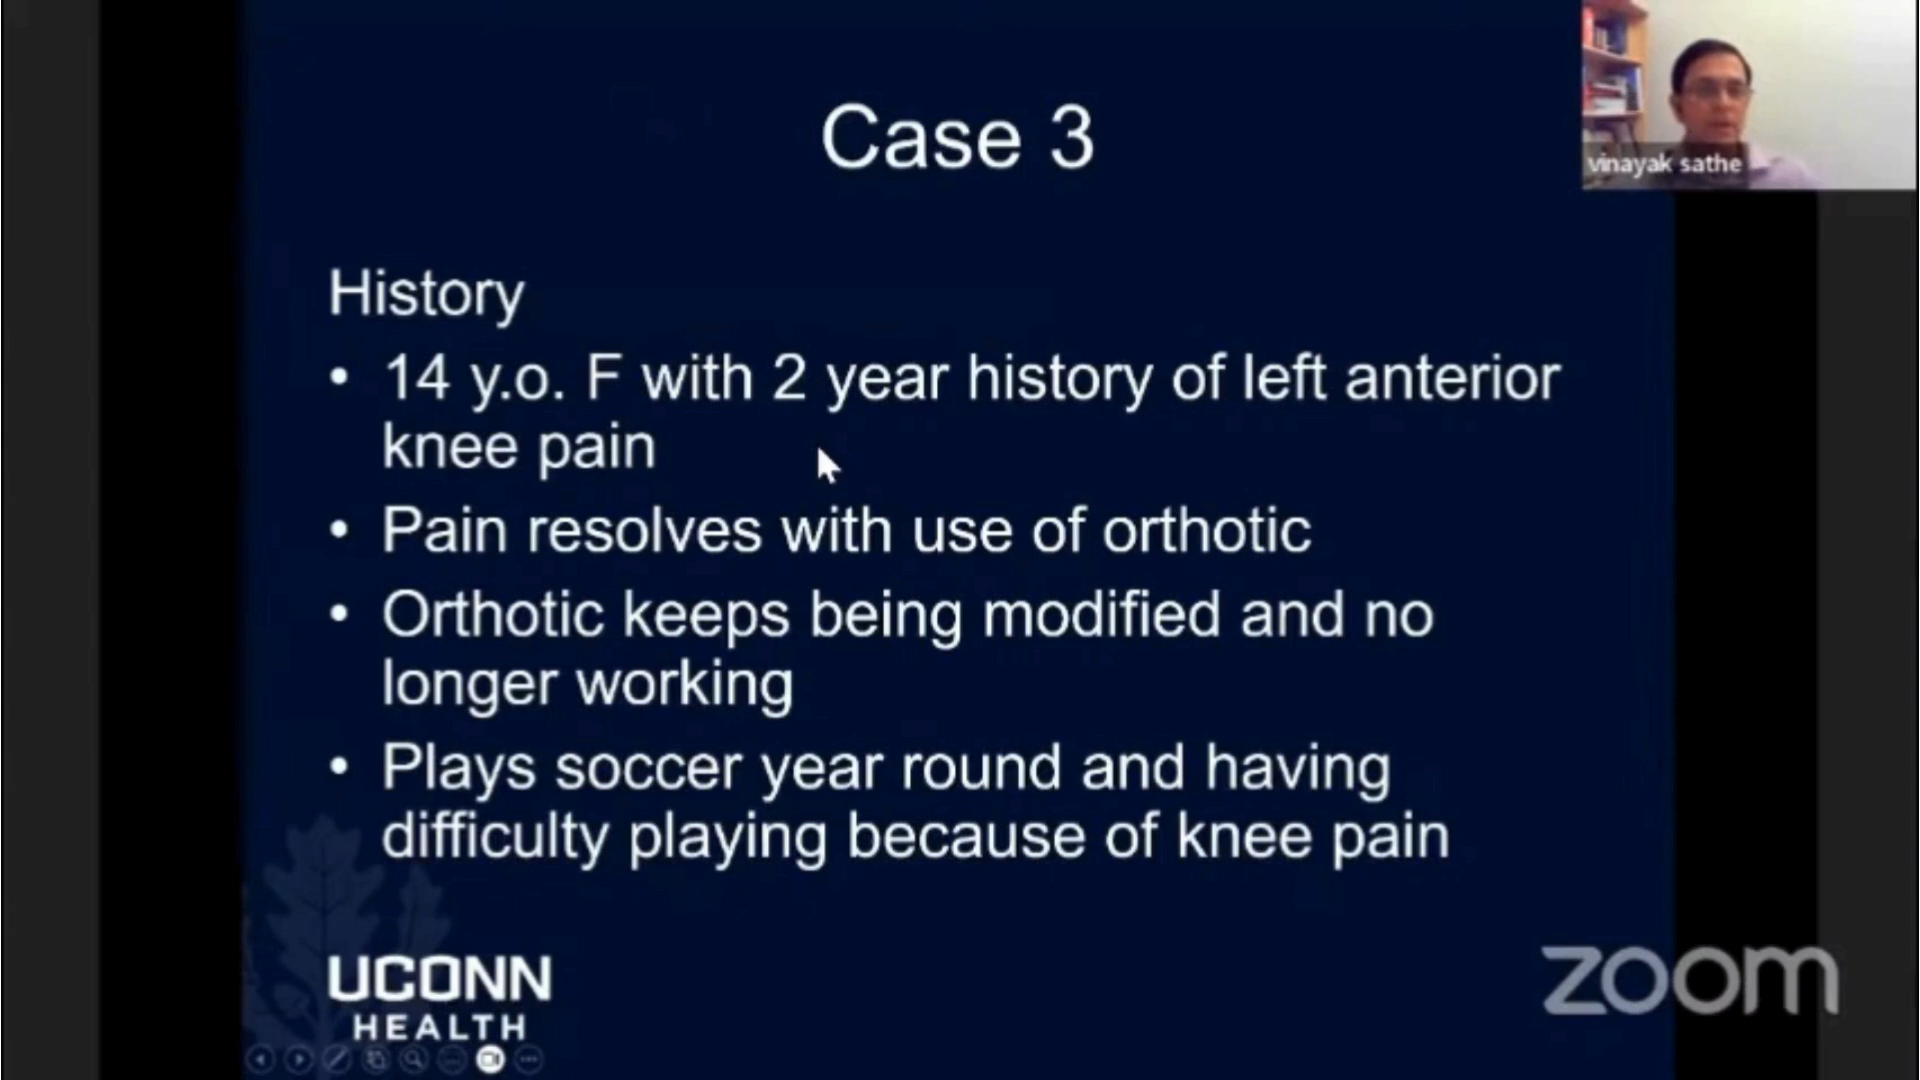 Case 3
vinayak sathe
History
• 14 y.o. F with 2 year history of left anterior
knee pain
• Pain resolves with use of orthotic
• Orthotic keeps being modified and no
longer working
• Plays soccer year round and having
difficulty playing because of knee pain
UCONN
HEALTH
zoom